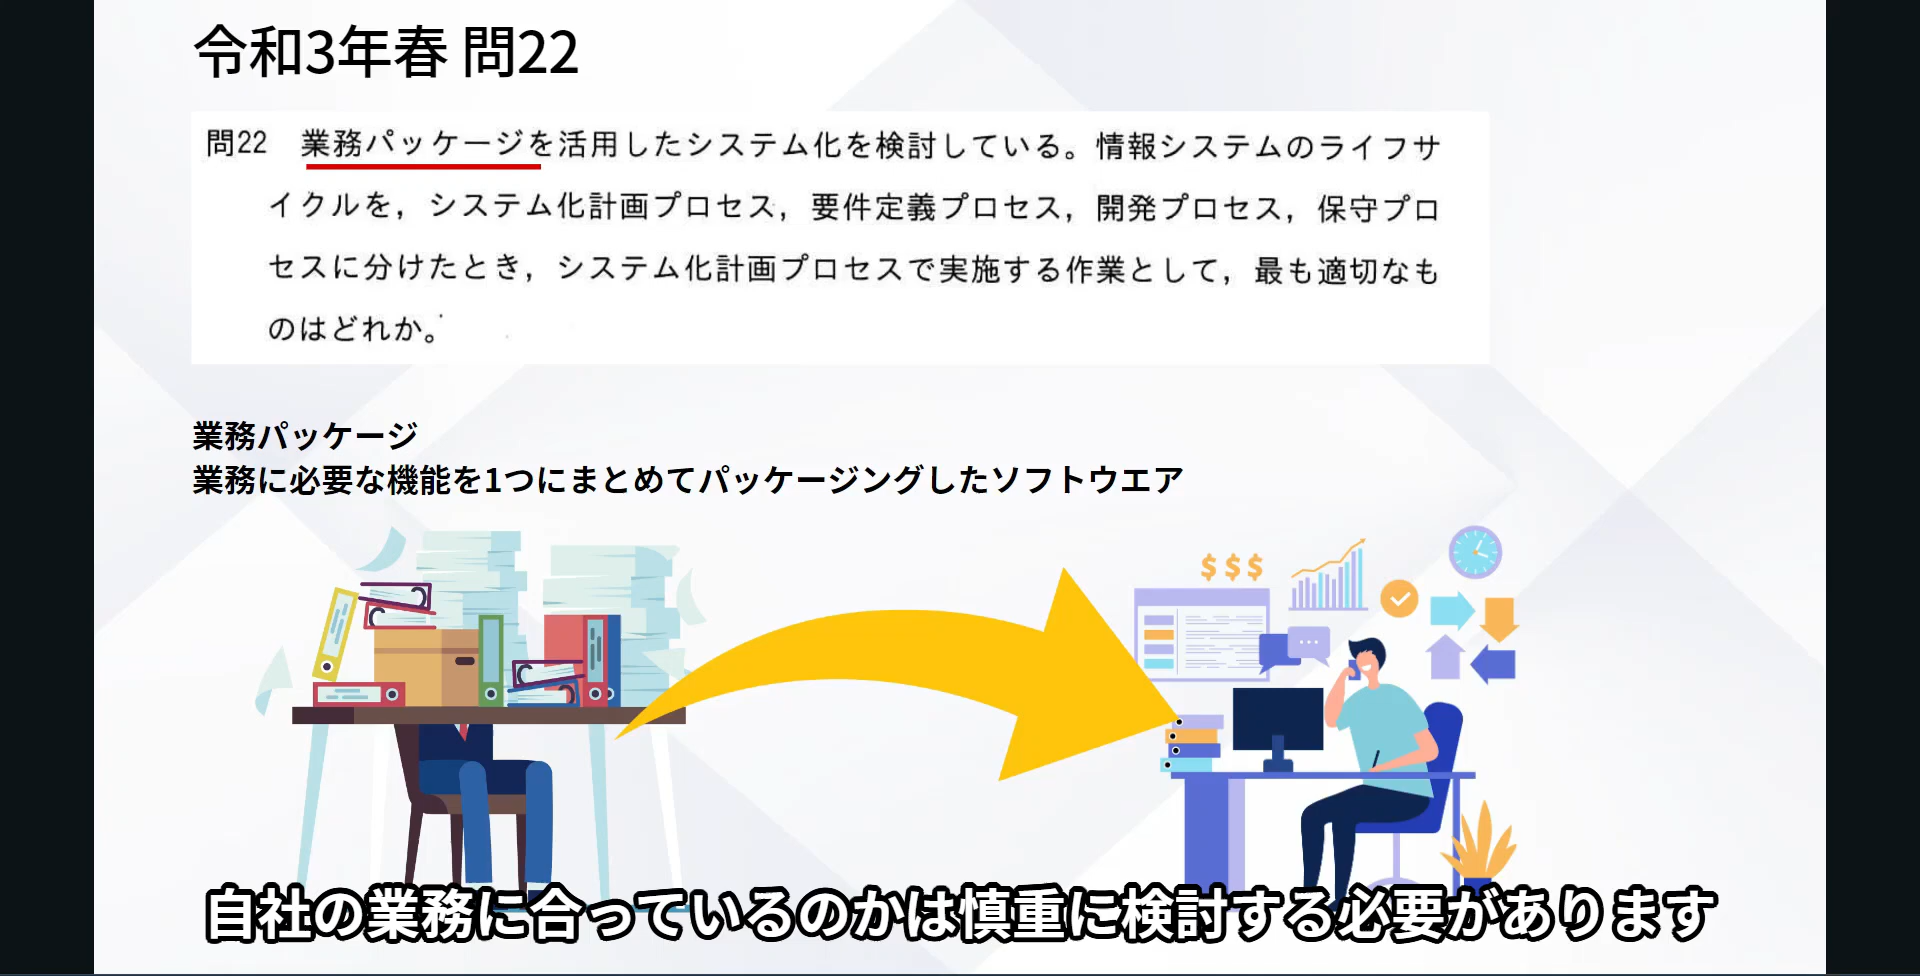 令和3年春 問22
問22 業務パッケージを活用したシステム化を検討している。情報システムのライフサ
イクルを，システム化計画プロセス，要件定義プロセス，開発プロセス，保守プロ
セスに分けたとき，システム化計画プロセスで実施する作業として，最も適切なも
のはどれか。
業務パッケージ
業務に必要な機能を1つにまとめてパッケージングしたソフトウエア
$ $ $
自社の業務に合っているのかは慎重に検討する必要があります